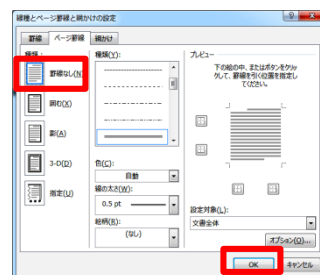 線種とページ罫線と網かけの設定
罫線 ページ罫線 網かけ
種類:
罫線なし(N)
囲む(X)
影(A)
3-D(D)
指定(U)
種類(Y):
色(C):
自動
線の太さ(W):
0.5 pt
絵柄(R):
(なし)
プレビュー
下の絵の中、またはボタンをクリッ
クして、罫線を引く位置を指定し
てください。
設定対象(L):
文書全体
オプション(O)...
OK キャンセル